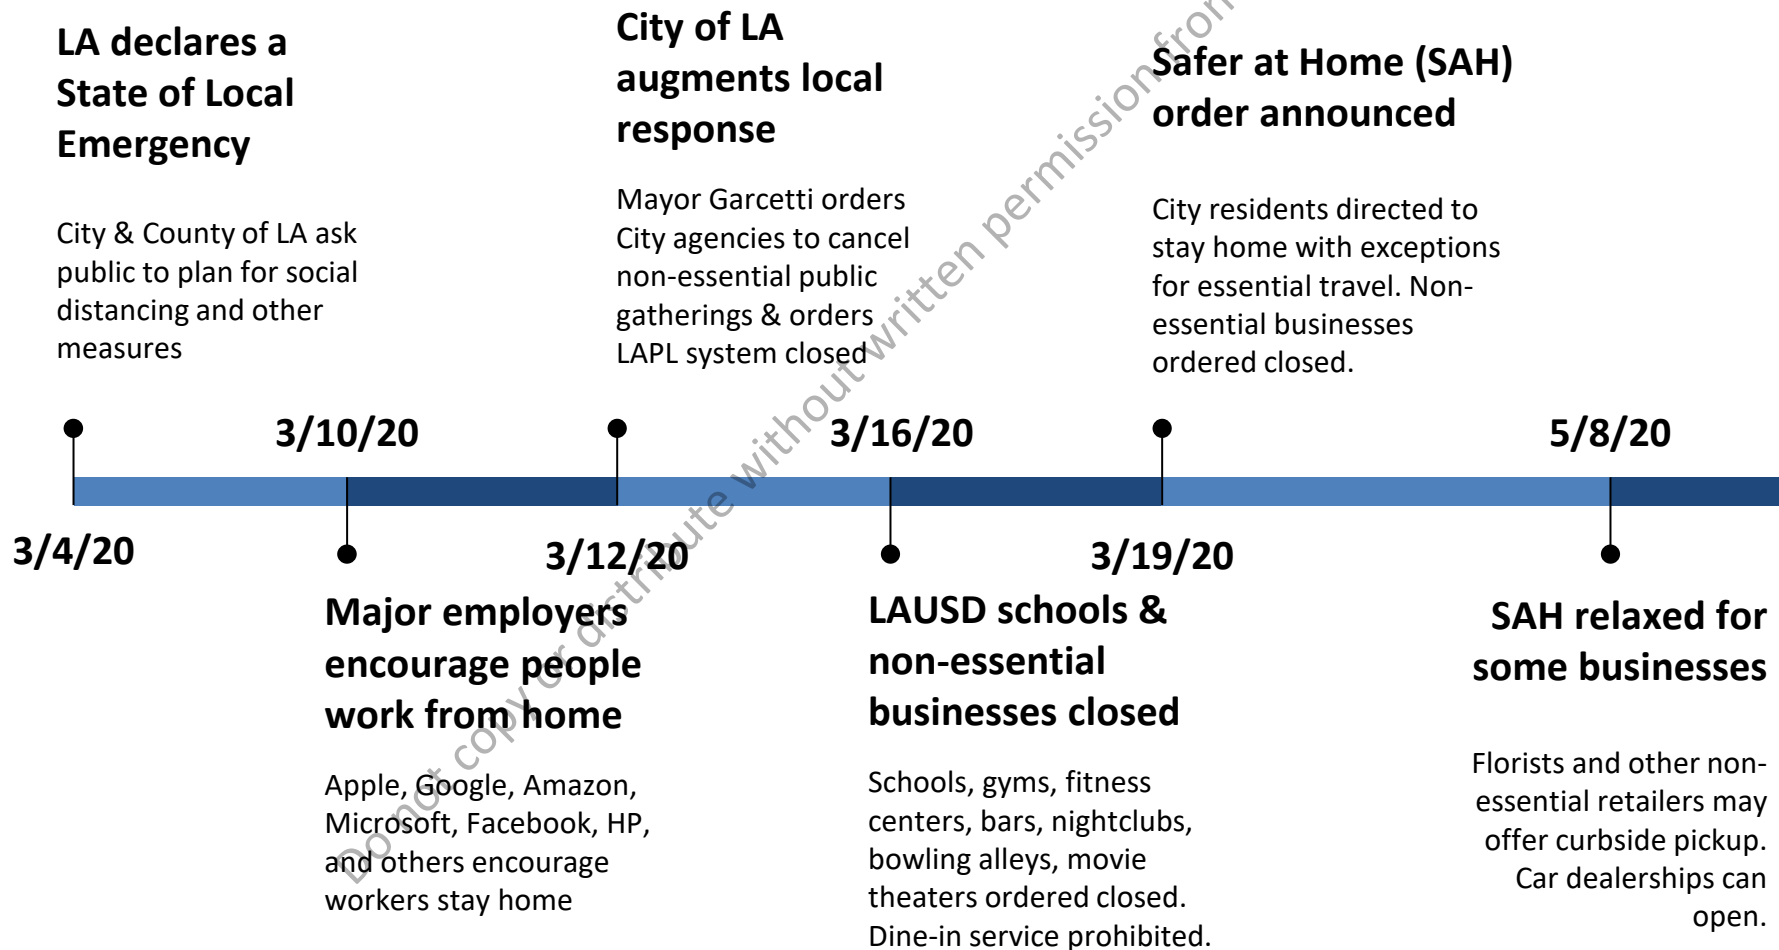 LA declares a
State of Local
Emergency
City & County of LA ask
public to plan for social
distancing and other
measures
3/4/20
3/10/20
Major employers
encourage people
work from home
Apple, Google, Amazon,
Microsoft, Facebook, HP,
and others encourage
workers stay home
City of LA
augments local
response
Mayor Garcetti orders
City agencies to cancel
non-essential public
gatherings & orders
LAPL system closed
3/12/20
3/16/20
LAUSD schools &
non-essential
businesses closed
Schools, gyms, fitness
centers, bars, nightclubs,
bowling alleys, movie
theaters ordered closed.
Dine-in service prohibited.
Safer at Home (SAH)
order announced
City residents directed to
stay home with exceptions
for essential travel. Non-
essential businesses
ordered closed.
3/19/20
5/8/20
SAH relaxed for
some businesses
Florists and other non-
essential retailers may
offer curbside pickup.
Car dealerships can
open.
Do not copy or distribute without written permission from